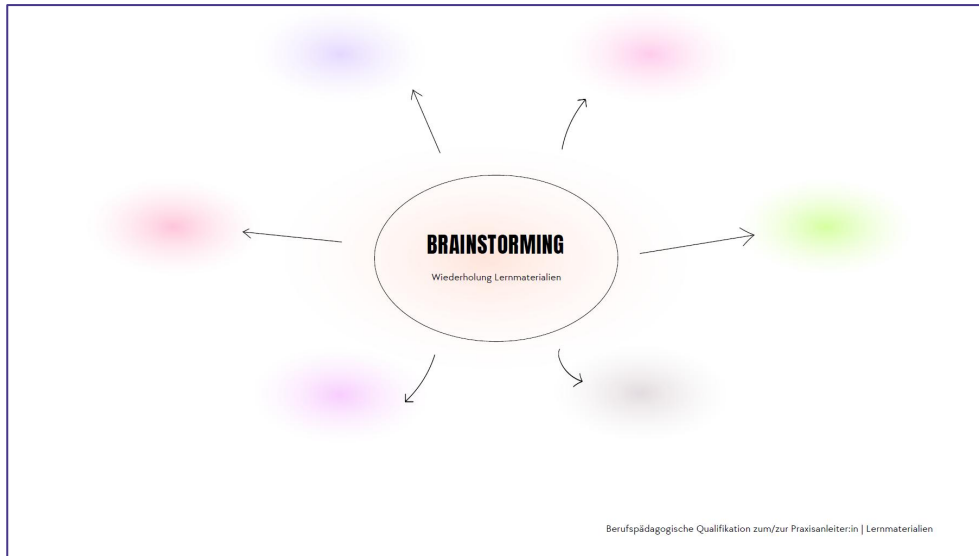 BRAINSTORMING
Wiederholung Lernmaterialien
Berufspädagogische Qualifikation zum/zur Praxisanleiter:in | Lernmaterialien